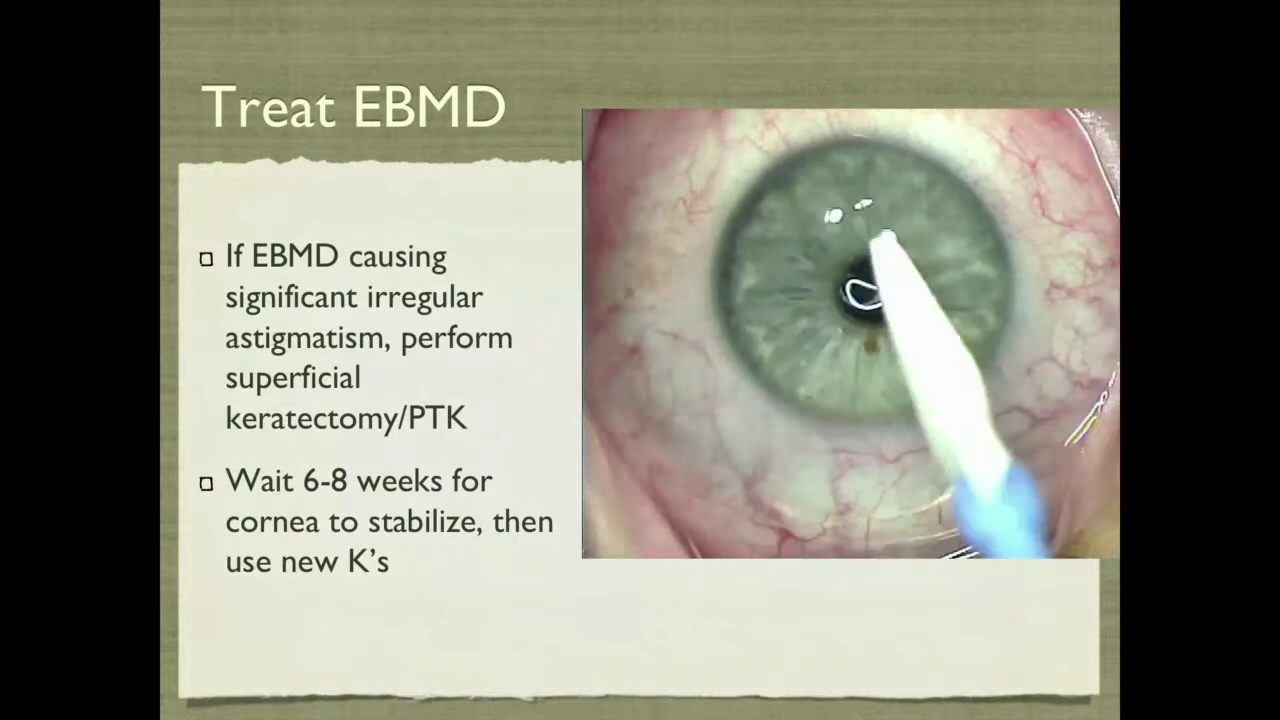 Treat EBMD
If EBMD causing
significant irregular
astigmatism, perform
superficial
keratectomy/PTK
Wait 6-8 weeks for
cornea to stabilize, then
use new K’s